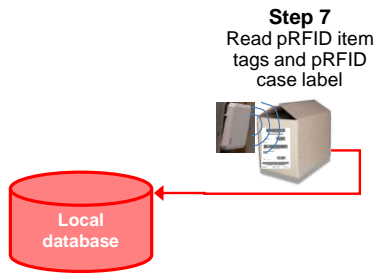 Step 7
Read pRFID item
tags and pRFID
case label
Local
database